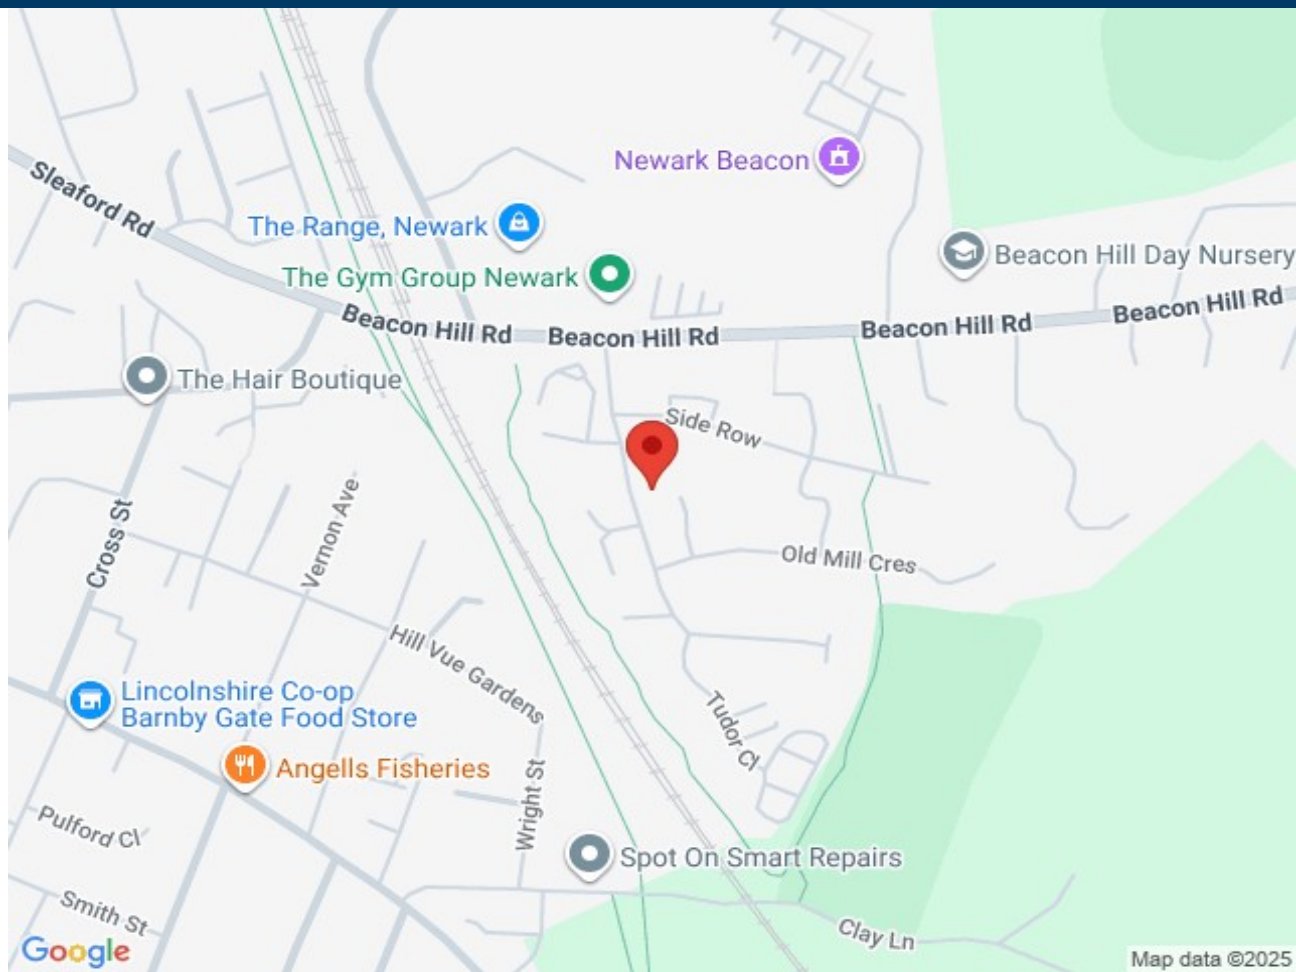 Newark Beacon
Sleaford Rd
The Range, Newark
Beacon Hill Day Nursery
The Gym Group Newark
Beacon Hill Rd
Beacon Hill Rd
Beacon Hill Rd
Beacon Hill Rd
The Hair Boutique
Side Row
Cross St
Vernon Ave
Old Mill Cres
Hill Vue Gardens
Lincolnshire Co-op
Barnby Gate Food Store
Tudor Cl
Angells Fisheries
Wright St
Pulford Cl
Spot On Smart Repairs
Smith St
Clay Ln
Google
Map data ©2025